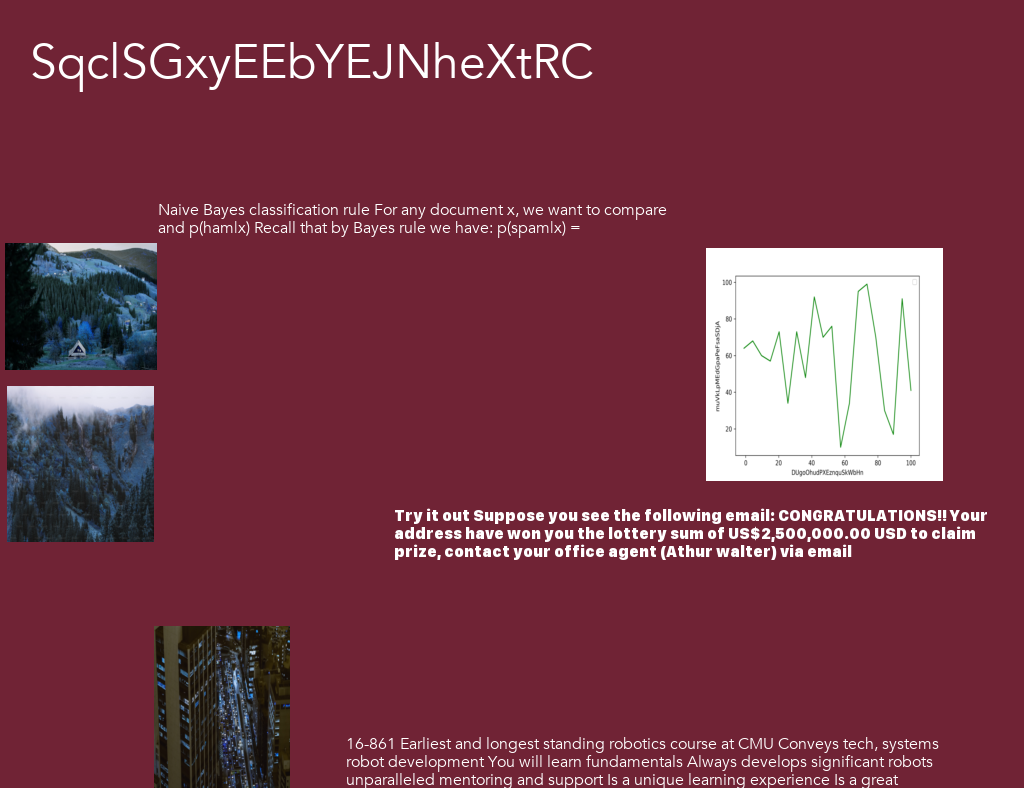 SqclSGxyEEbYEJNheXtRC
Naive Bayes classification rule For any document x, we want to compare
and p(hamlx) Recall that by Bayes rule we have: p(spamlx) =
100
80
60
40
20
0 20 40 60 80 100
DUgoOhudPXEznquSkWbHn
Try it out Suppose you see the following email: CONGRATULATIONS!! Your
address have won you the lottery sum of US$2,500,000.00 USD to claim
prize, contact your office agent (Athur walter) via email
16-861 Earliest and longest standing robotics course at CMU Conveys tech, systems
robot development You will learn fundamentals Always develops significant robots
unparalleled mentoring and support Is a unique learning experience Is a great